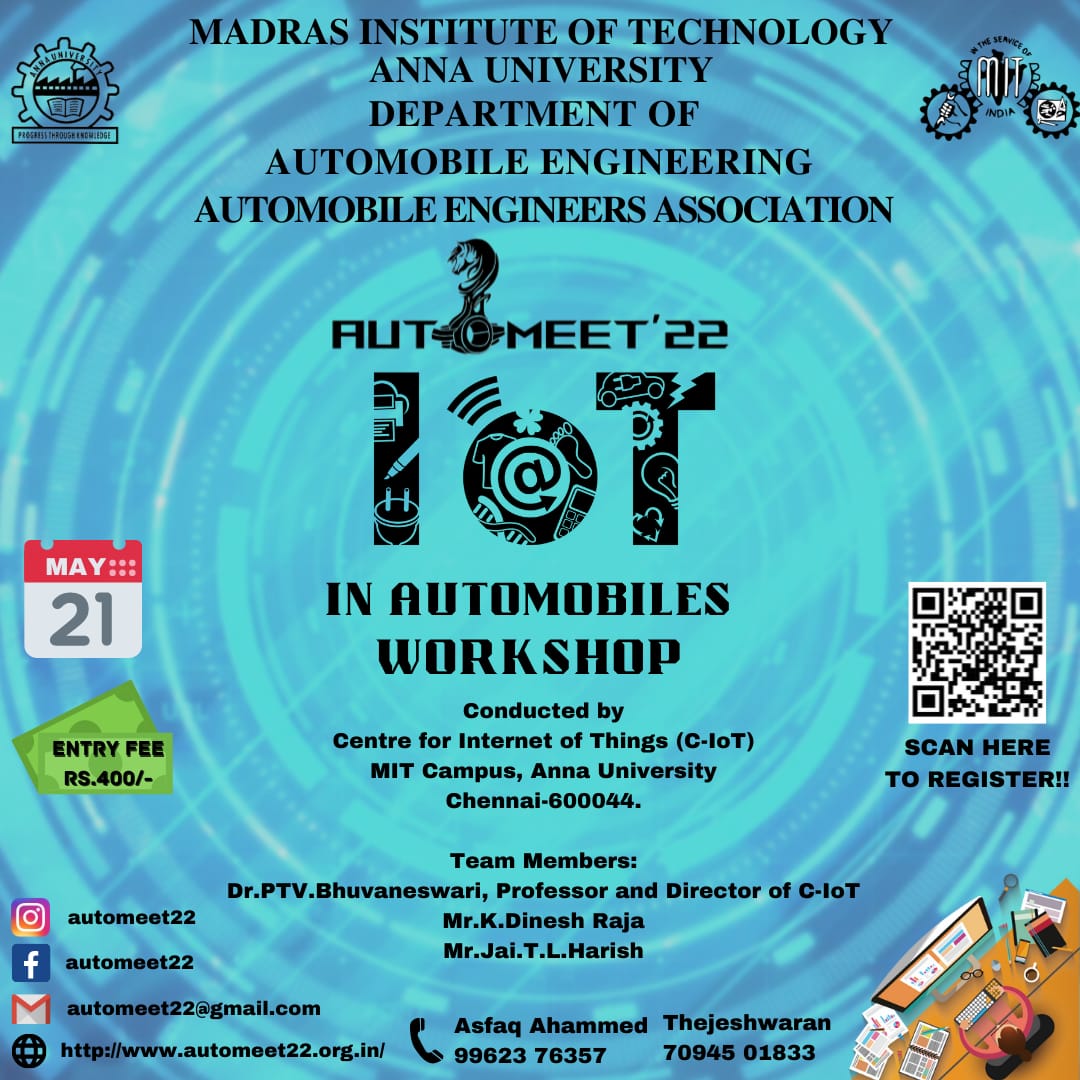 MADRAS INSTITUTE OF TECHNOLOGY
ANNA UNIVERSITY
DEPARTMENT OF
AUTOMOBILE ENGINEERING
AUTOMOBILE ENGINEERS ASSOCIATION
ANNA UNIVERSITY
PROGRESS THROUGH KNOWLEDGE
IN THE SERVICE OF
MIT
INDIA
AUTOMEET'22
IoT
@
IN AUTOMOBILES
WORKSHOP
MAY
21
ENTRY FEE
RS.400/-
Conducted by
Centre for Internet of Things (C-IoT)
MIT Campus, Anna University
Chennai-600044.
SCAN HERE
TO REGISTER!!
Team Members:
Dr.PTV.Bhuvaneswari, Professor and Director of C-IoT
Mr.K.Dinesh Raja
Mr.Jai.T.L.Harish
automeet22
f
automeet22
automeet22@gmail.com
http://www.automeet22.org.in/
Asfaq Ahammed
99623 76357
Thejeshwaran
70945 01833